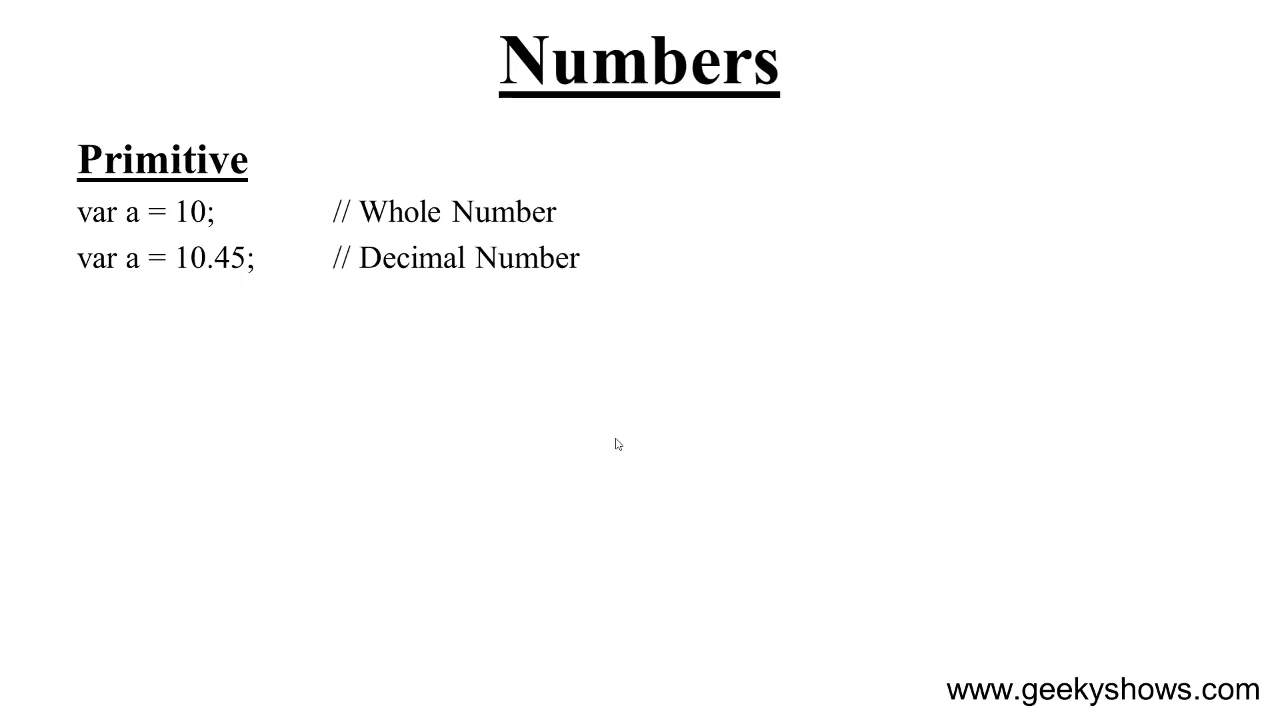 Numbers
Primitive
var a = 10; // Whole Number
var a = 10.45; // Decimal Number
www.geekyshows.com